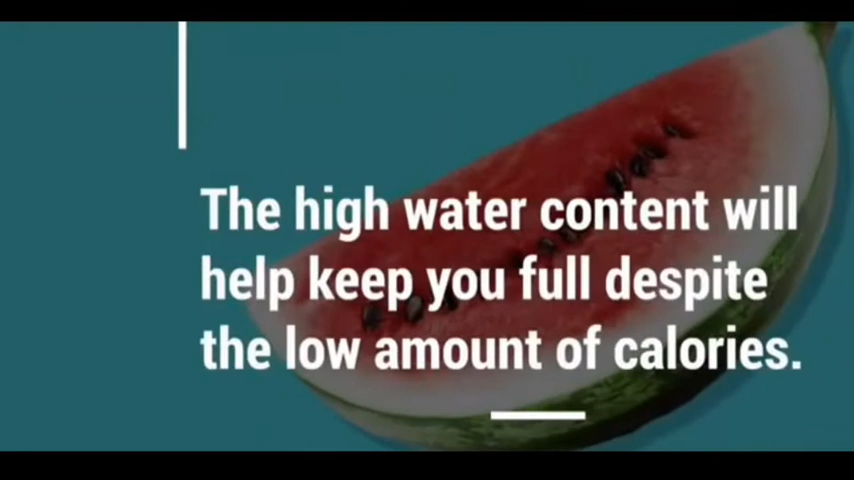 The high water content will
help keep you full despite
the low amount of calories.